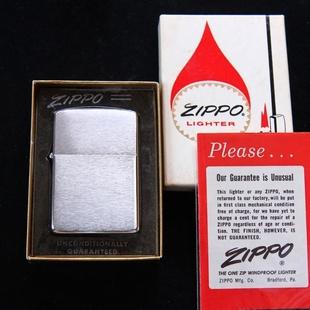 ZIPPO
UNCONDITIONALLY
GUARANTEED
ZIPPO
LIGHTER
Please...
Our Guarantee is Unusual
This lighter or any ZIPPO, when
returned to our factory, will be put
in first class mechanical condition
free of charge, for we have yet to
charge a cent for the repair of a
ZIPPO regardless of age or condi-
tion. THE FINISH, HOWEVER, IS
NOT GUARANTEED.
ZIPPO
®
THE ONE ZIP WINDPROOF LIGHTER
ZIPPO Mfg. Co. Bradford, Pa.